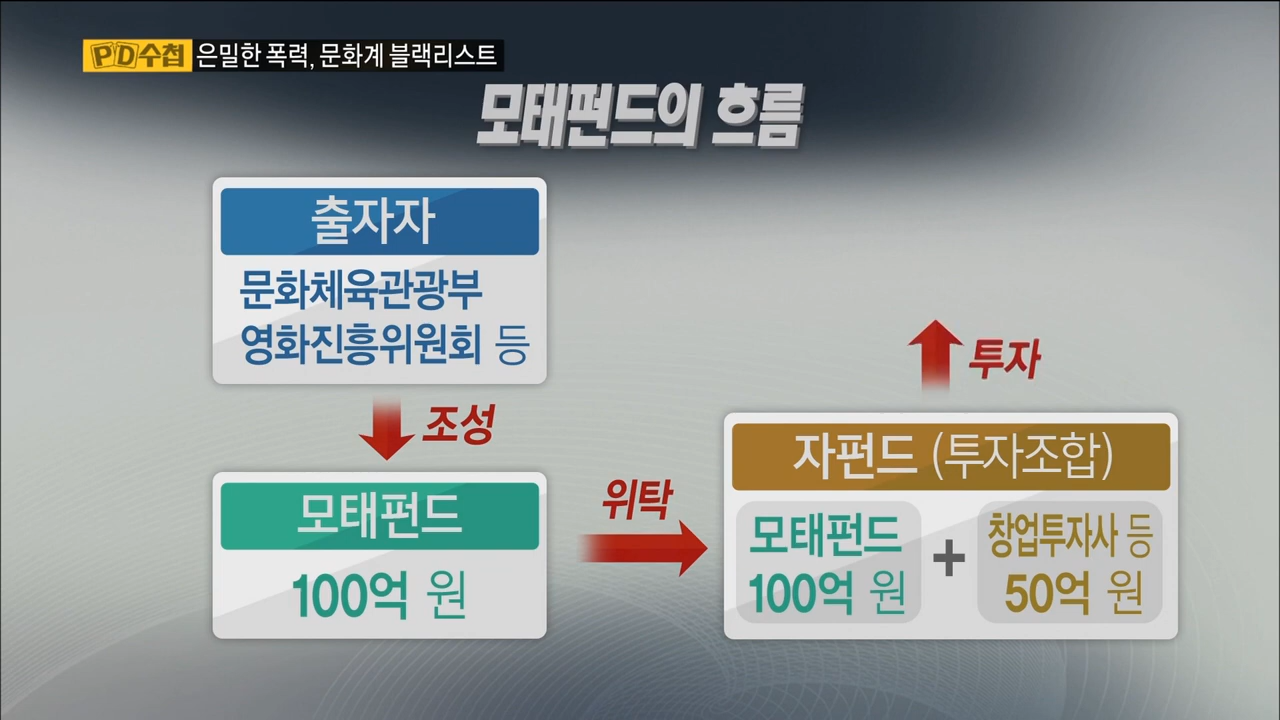 PD수첩 은밀한 폭력, 문화계 블랙리스트
모태펀드의 흐름
출자자
문화체육관광부
영화진흥위원회 등
조성
모태펀드
100억 원
위탁
투자
자펀드 (투자조합)
모태펀드
100억 원
+
창업투자사 등
50억 원